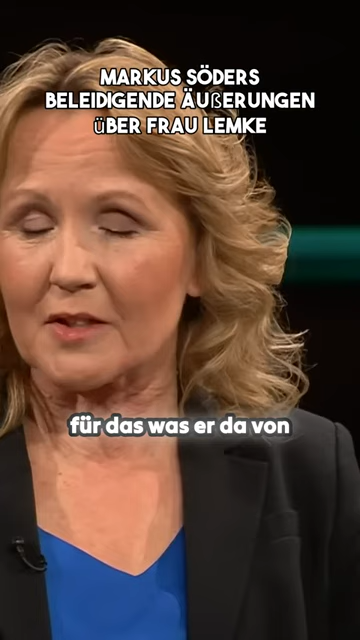 MARKUS SÖDERS
BELEIDIGENDE ÄUßERUNGEN
üBER FRAU LEMKE
für das was er da von